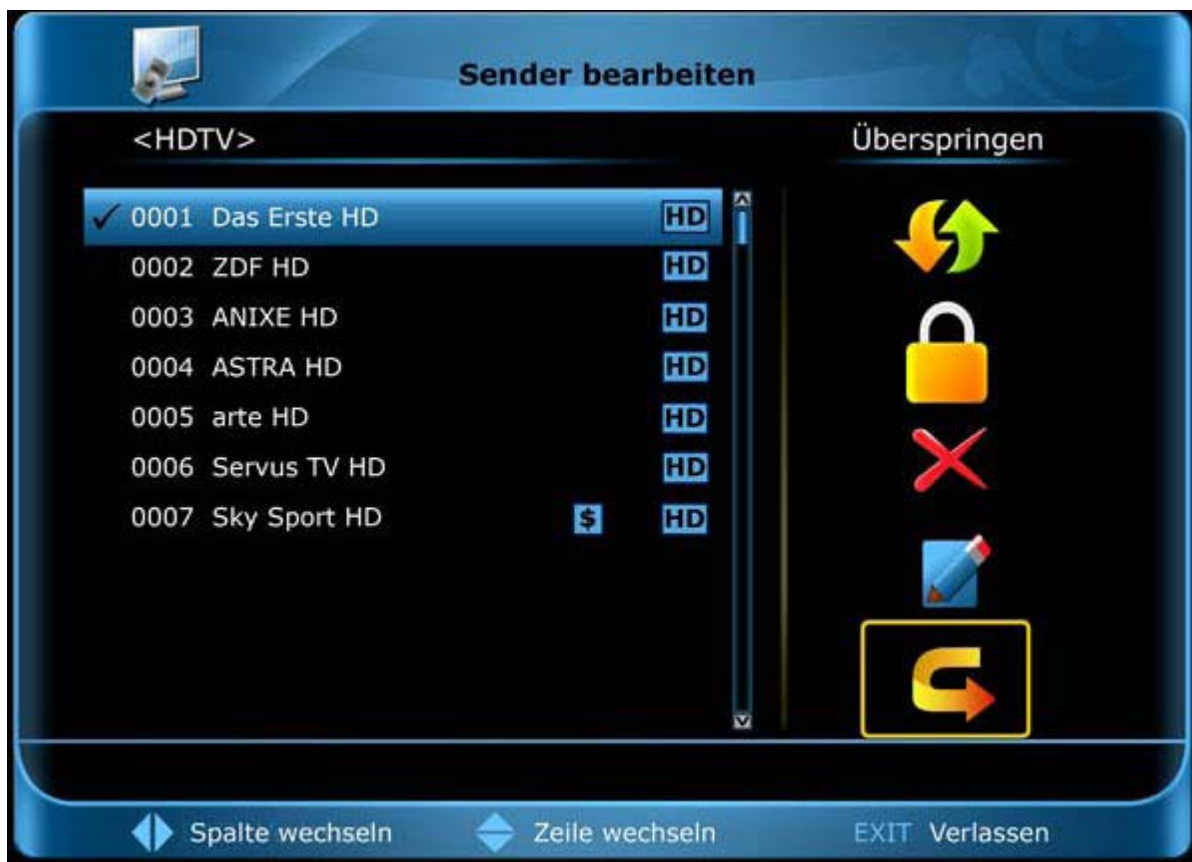 Sender bearbeiten
<HDTV> Überspringen
0001 Das Erste HD HD
0002 ZDF HD HD
0003 ANIXE HD HD
0004 ASTRA HD HD
0005 arte HD HD
0006 Servus TV HD HD
0007 Sky Sport HD $ HD
Spalte wechseln Zeile wechseln EXIT Verlassen